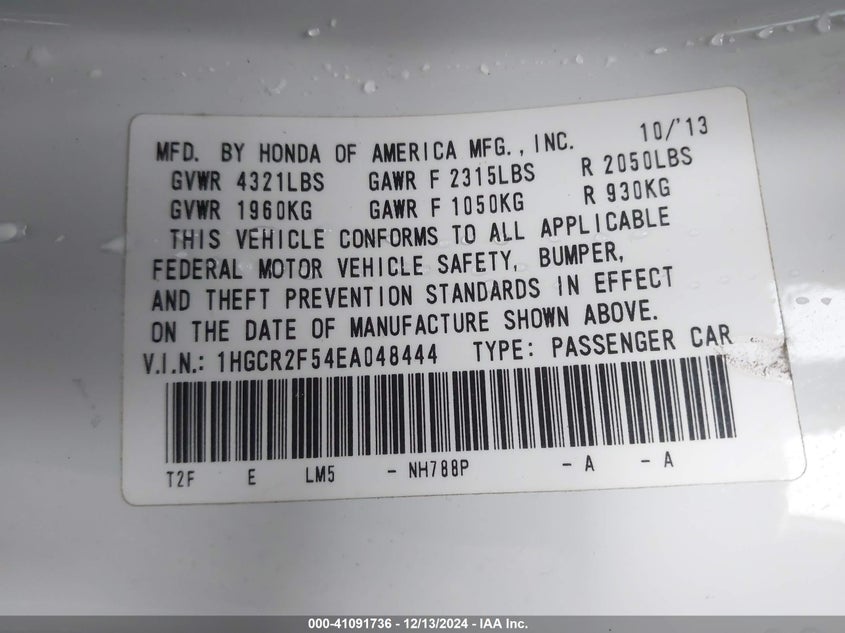 MFD. BY HONDA OF AMERICA MFG., INC. 10/'13
GVWR 4321LBS GAWR F 2315LBS R 2050LBS
GVWR 1960KG GAWR F 1050KG R 930KG
THIS VEHICLE CONFORMS TO ALL APPLICABLE
FEDERAL MOTOR VEHICLE SAFETY, BUMPER,
AND THEFT PREVENTION STANDARDS IN EFFECT
ON THE DATE OF MANUFACTURE SHOWN ABOVE.
V.I.N.: 1HGCR2F54EA048444 TYPE: PASSENGER CAR
T2F E LM5 - NH788P - A - A
000-41091736 - 12/13/2024 - IAA Inc.